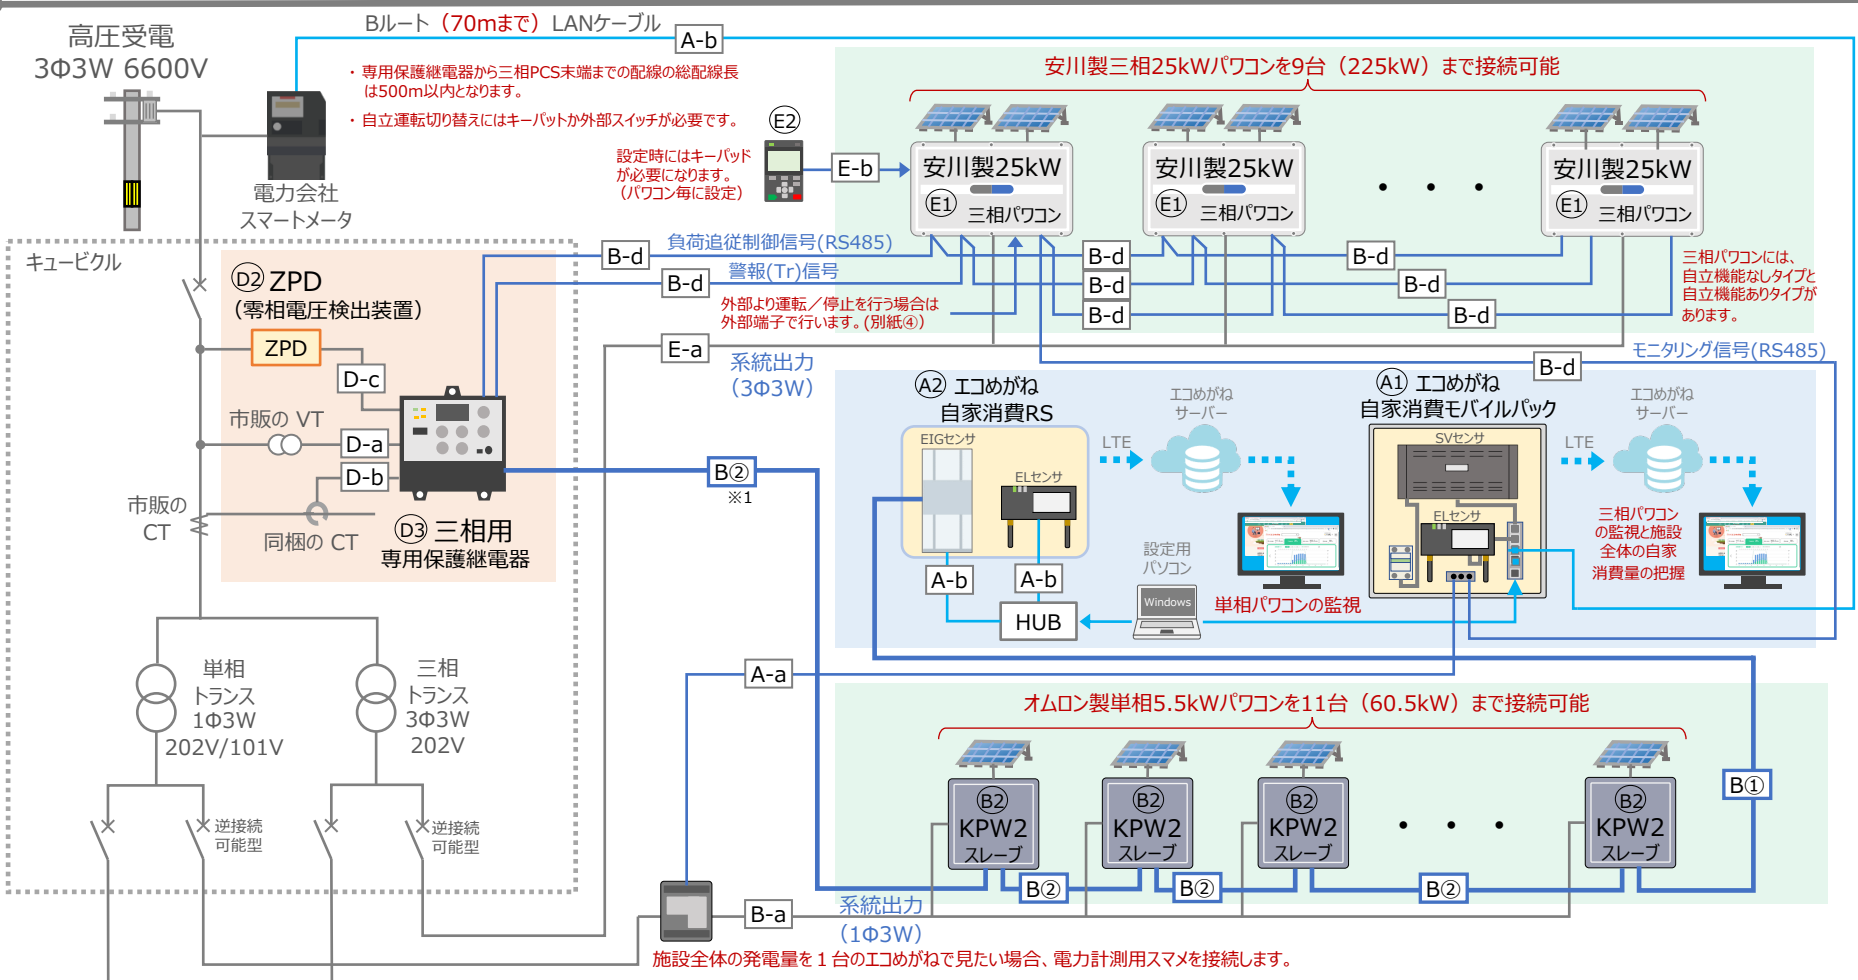 Bルート（70mまで）LANケーブル
A-b
高圧受電
3Φ3W 6600V
・専用保護継電器から三相PCS末端までの配線の総配線長
は500m以内となります。
・自立運転切り替えにはキーパットか外部スイッチが必要です。
電力会社
スマートメータ
E2
設定時にはキーパッド
が必要になります。
（パワコン毎に設定）
E-b
安川製三相25kWパワコンを9台（225kW）まで接続可能
安川製25kW
E1
三相パワコン
安川製25kW
E1
三相パワコン
・・・
安川製25kW
E1
三相パワコン
キュービクル
負荷追従制御信号(RS485)
B-d
警報(Tr)信号
B-d
外部より運転／停止を行う場合は
外部端子で行います。(別紙④)
B-d
B-d
B-d
B-d
B-d
B-d
三相パワコンには、
自立機能なしタイプと
自立機能ありタイプが
あります。
D2 ZPD
（零相電圧検出装置）
ZPD
D-c
市販の VT
D-a
D-b
市販の
CT
同梱の CT
D3 三相用
専用保護継電器
E-a
系統出力
（3Φ3W）
モニタリング信号(RS485)
B-d
B②
※1
A2 エコめがね
自家消費RS
EIGセンサ
ELセンサ
A-b
A-b
HUB
LTE
エコめがね
サーバー
設定用
パソコン
Windows
単相パワコンの監視
A1 エコめがね
自家消費モバイルパック
SVセンサ
ELセンサ
LTE
エコめがね
サーバー
三相パワコン
の監視と施設
全体の自家
消費量の把握
A-a
単相
トランス
1Φ3W
202V/101V
三相
トランス
3Φ3W
202V
逆接続
可能型
逆接続
可能型
オムロン製単相5.5kWパワコンを11台（60.5kW）まで接続可能
B2
KPW2
スレーブ
B2
KPW2
スレーブ
B2
KPW2
スレーブ
・・・
B2
KPW2
スレーブ
B①
B②
B②
B②
B-a
系統出力
（1Φ3W）
施設全体の発電量を１台のエコめがねで見たい場合、電力計測用スマメを接続します。